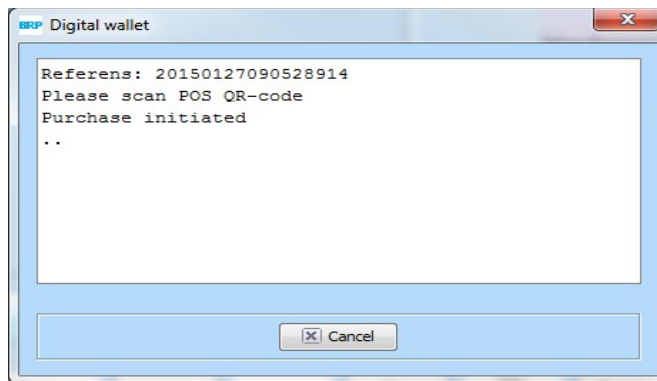 BRP Digital wallet
Referens: 20150127090528914
Please scan POS QR-code
Purchase initiated
..
Cancel